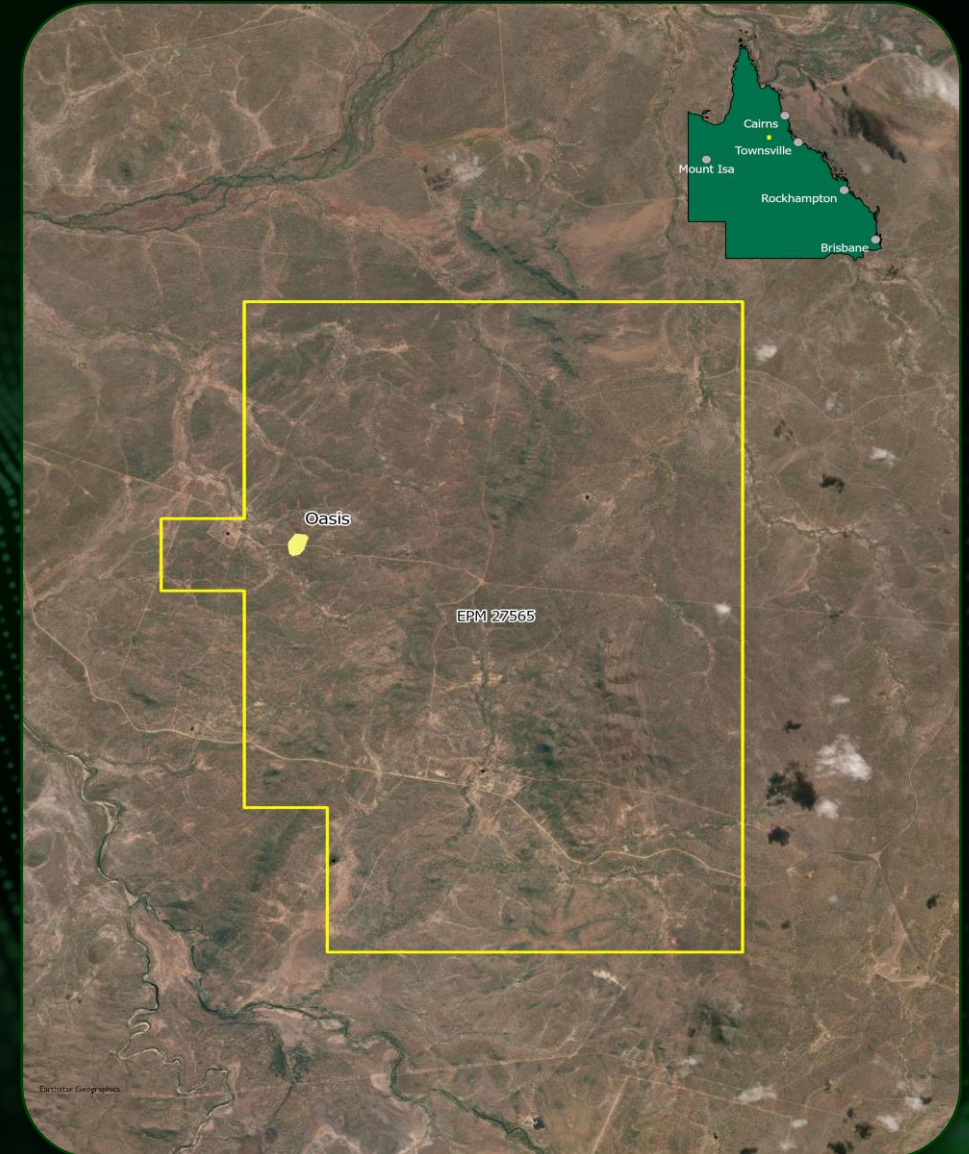 Cairns
Townsville
Mount Isa
Rockhampton
Brisbane
Oasis
EPM 27565
Earthstar Geographics